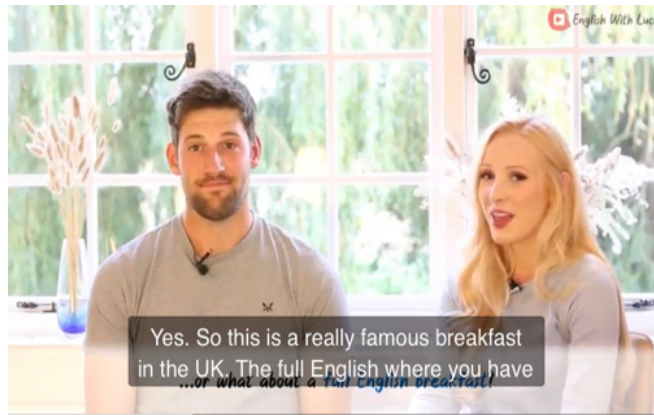 English With Luc
Yes. So this is a really famous breakfast
in the UK. The full English where you have
...or what about a full English breakfast?